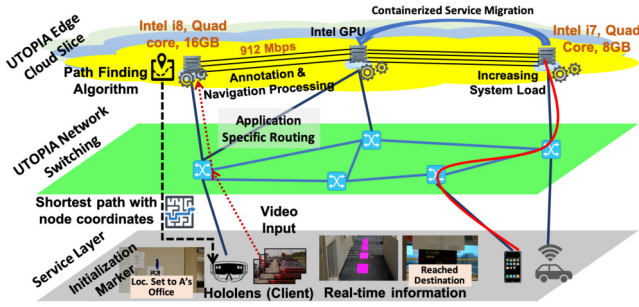 Containerized Service Migration
UTOPIA Edge
Cloud Slice
Intel i8, Quad
core, 16GB
Intel GPU
Intel i7, Quad
Core, 8GB
912 Mbps
Path Finding
Algorithm
Annotation &
Navigation Processing
Increasing
System Load
UTOPIA Network
Switching
Application
Specific Routing
Shortest path with
node coordinates
Video
Input
Service Layer
Initialization
Marker
Loc. Set to A's
Office
Hololens (Client)
Real-time information
Reached
Destination